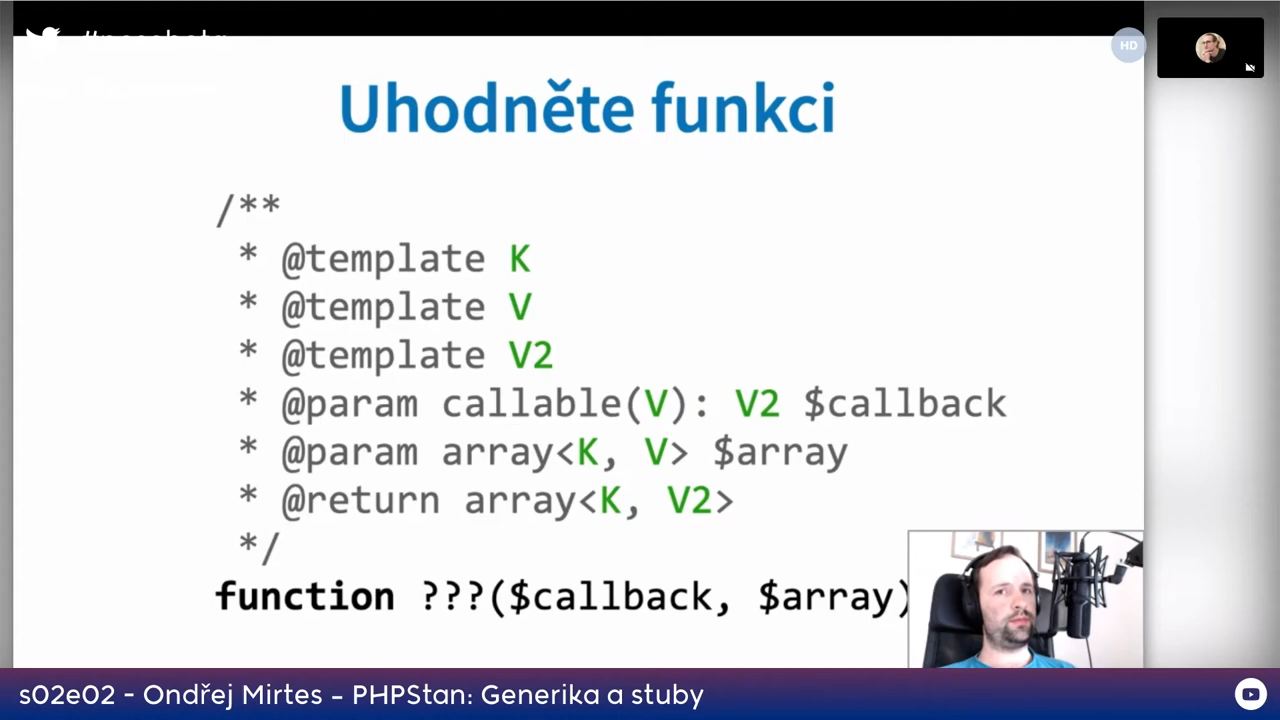 HD
Uhodněte funkci
/**
* @template K
* @template V
* @template V2
* @param callable(V): V2 $callback
* @param array<K, V> $array
* @return array<K, V2>
*/
function ???($callback, $array)
s02e02 - Ondřej Mirtes – PHPStan: Generika a stuby